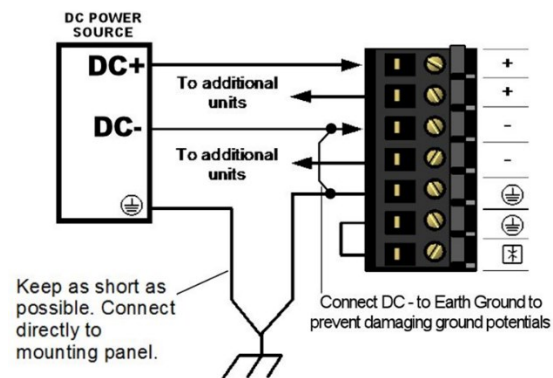 DC POWER
SOURCE
DC+
To additional
units
DC-
To additional
units
+
+
-
-
Keep as short as
possible. Connect
directly to
mounting panel.
Connect DC - to Earth Ground to
prevent damaging ground potentials